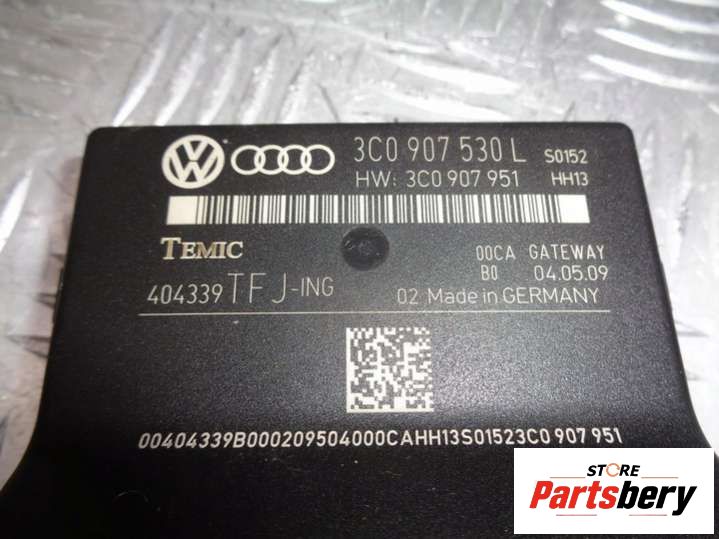 3C0 907 530 L S0152
HW: 3C0 907 951 HH13
TEMIC
00CA GATEWAY
B0 04.05.09
404339 TFJ-ING
02 Made in GERMANY
00404339B000209504000CAHH13S01523C0 907 951
STORE
Partsbery